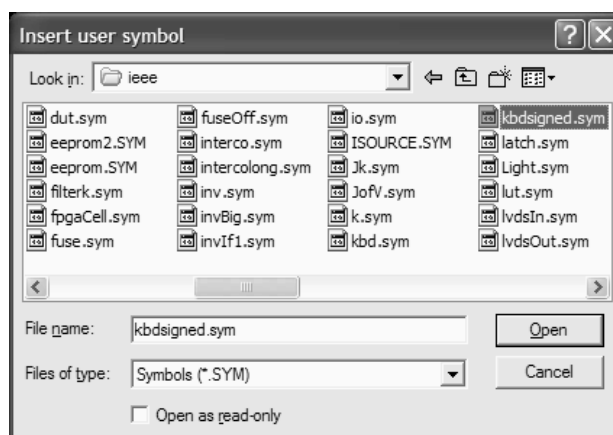 Insert user symbol
Look in: ieee
dut.sym fuseOff.sym io.sym kbdsigned.sym
eeprom2.SYM interco.sym ISOURCE.SYM latch.sym
eeprom.SYM intercolong.sym Jk.sym Light.sym
filterk.sym inv.sym JofV.sym lut.sym
fpgaCell.sym invBig.sym k.sym lvdsIn.sym
fuse.sym invIf1.sym kbd.sym lvdsOut.sym
File name: kbdsigned.sym Open
Files of type: Symbols (*.SYM) Cancel
Open as read-only